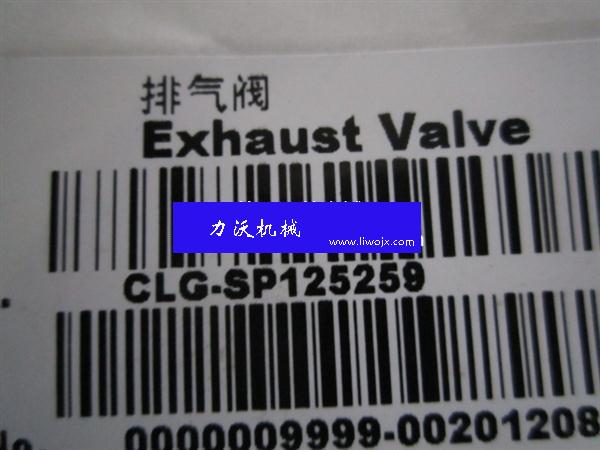 排气阀
Exhaust Valve
力沃机械
www.liwojx.com
CLG-SP125259
0000009999-00201208